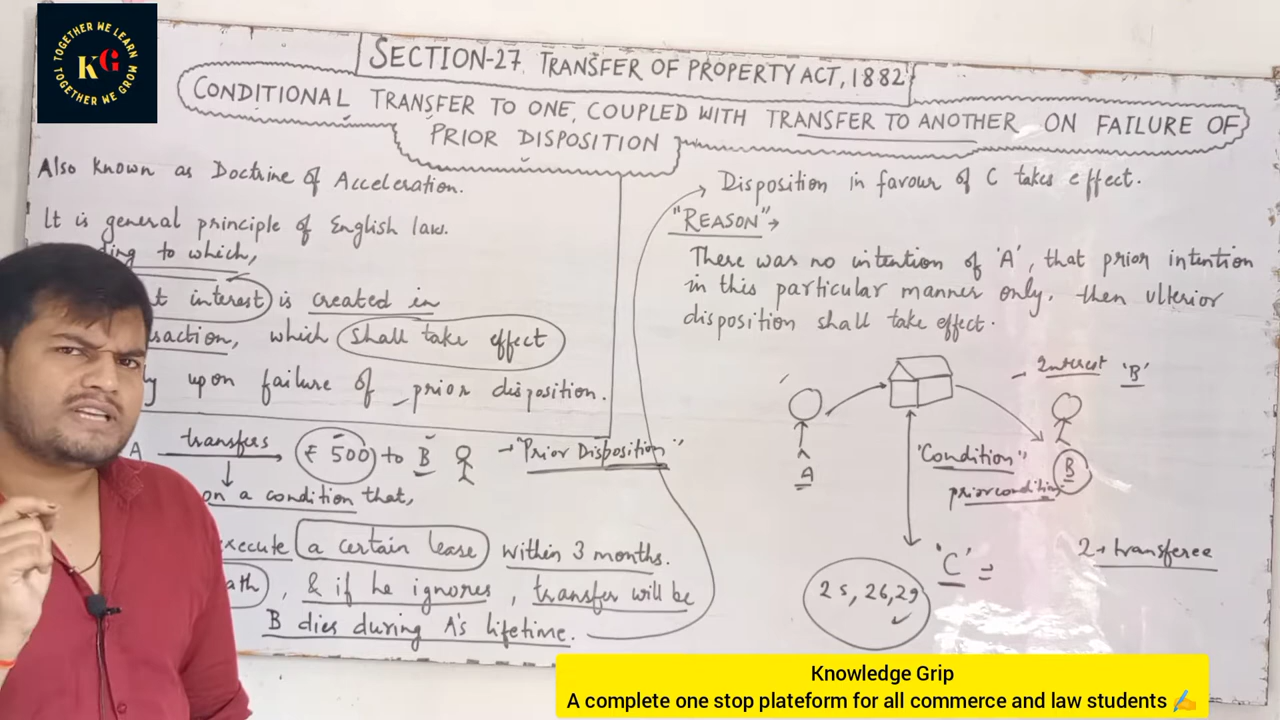 TOGETHER WE LEARN
KG
TOGETHER WE GROW
SECTION-27, TRANSFER OF PROPERTY ACT, 1882
CONDITIONAL TRANSFER TO ONE, COUPLED WITH TRANSFER TO ANOTHER ON FAILURE OF
PRIOR DISPOSITION
Also known as Doctrine of Acceleration.
It is general principle of English law.
to which,
interest is created in
which shall take effect
upon failure of prior disposition.
A transfers ₹ 500 to B → "Prior Disposition"
on a condition that,
execute a certain lease within 3 months.
, & if he ignores, transfer will be
B dies during A's lifetime.
→ Disposition in favour of C takes effect.
"REASON" →
There was no intention of 'A', that prior intention
in this particular manner only, then ulterior
disposition shall take effect.
- Interest 'B'
A
"Condition"
prior condition
B
'C' =
2 → transferee
25, 26, 29
Knowledge Grip
A complete one stop plateform for all commerce and law students ✍️